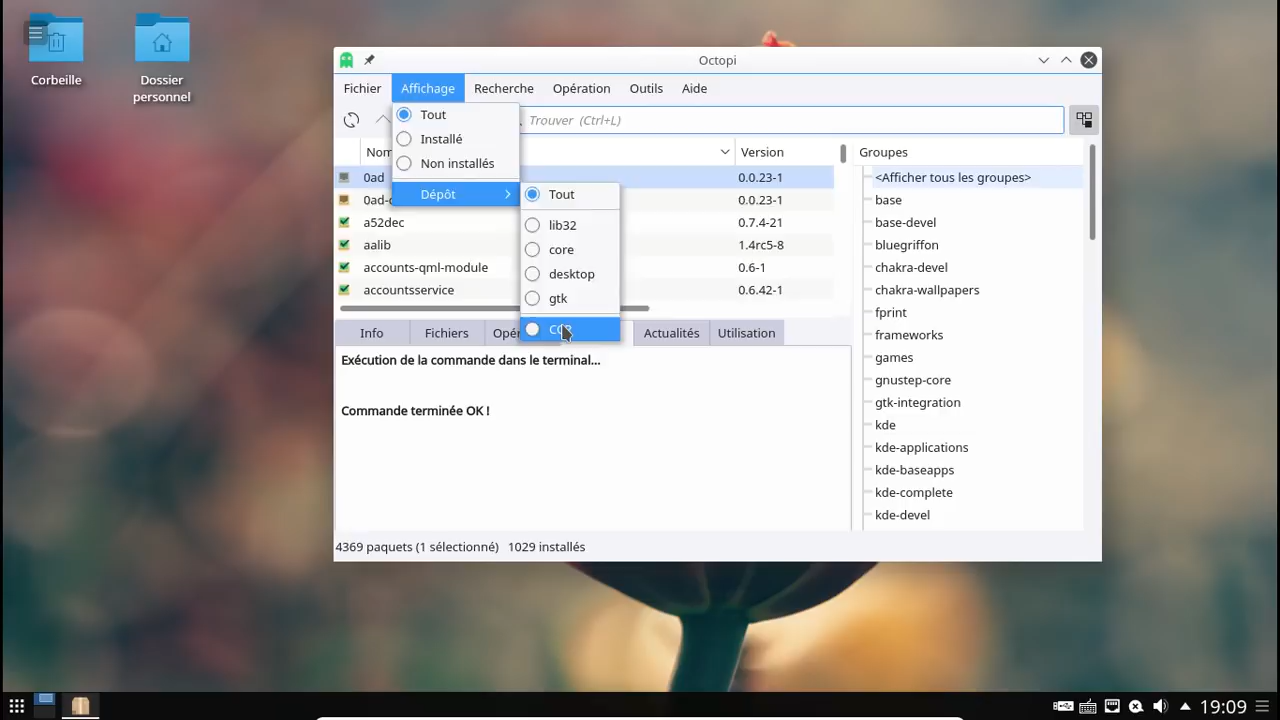 Corbeille
Dossier
personnel
Octopi
Fichier Affichage Recherche Opération Outils Aide
Tout
Installé
Non installés
Dépôt
Trouver (Ctrl+L)
Version
Groupes
0ad 0.0.23-1
0.0.23-1
a52dec 0.7.4-21
aalib 1.4rc5-8
accounts-qml-module 0.6-1
accountsservice 0.6.42-1
Tout
lib32
core
desktop
gtk
<Afficher tous les groupes>
base
base-devel
bluegriffon
chakra-devel
chakra-wallpapers
fprint
frameworks
games
gnustep-core
gtk-integration
kde
kde-applications
kde-baseapps
kde-complete
kde-devel
Info Fichiers Actualités Utilisation
Exécution de la commande dans le terminal...
Commande terminée OK !
4369 paquets (1 sélectionné) 1029 installés
19:09